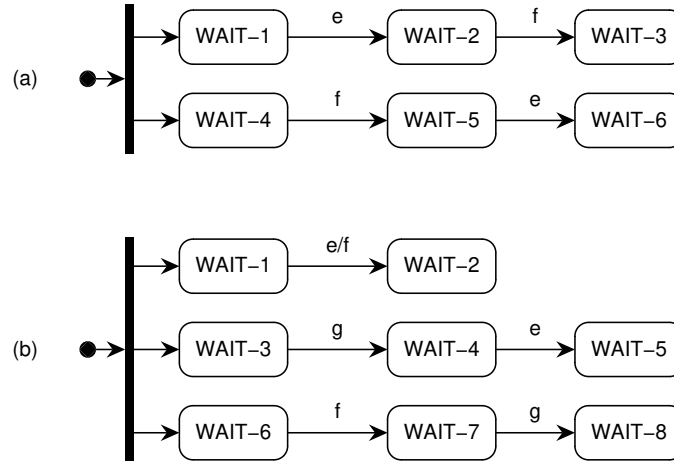 e f
WAIT−1 WAIT−2 WAIT−3
(a)
f e
WAIT−4 WAIT−5 WAIT−6
e/f
WAIT−1 WAIT−2
g e
(b) WAIT−3 WAIT−4 WAIT−5
f g
WAIT−6 WAIT−7 WAIT−8